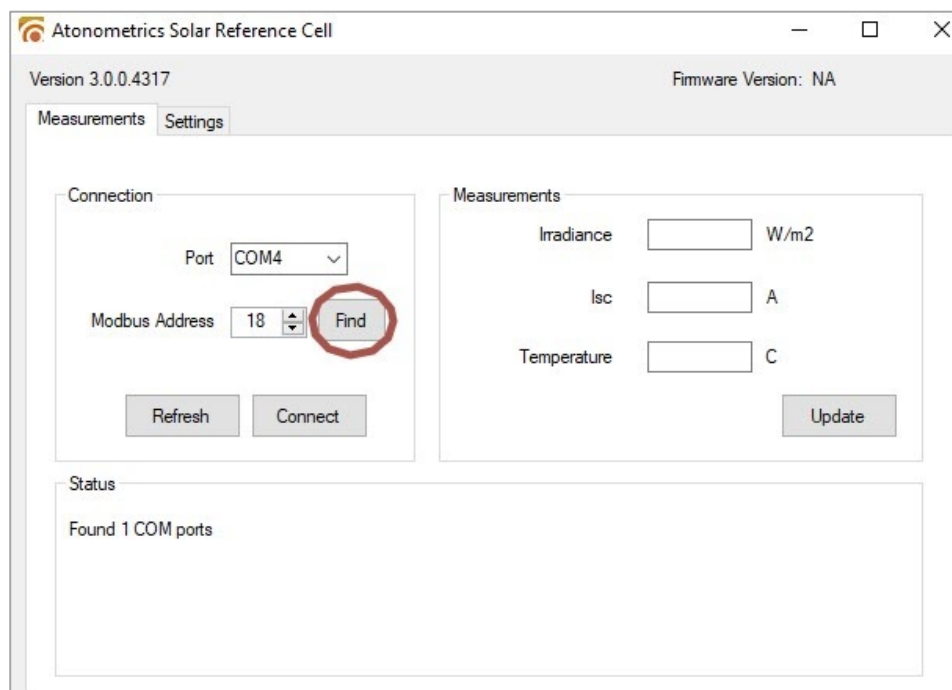 Atonometrics Solar Reference Cell
Version 3.0.0.4317 Firmware Version: NA
Measurements Settings
Connection
Port COM4
Modbus Address 18 Find
Refresh Connect
Measurements
Irradiance W/m2
Isc A
Temperature C
Update
Status
Found 1 COM ports